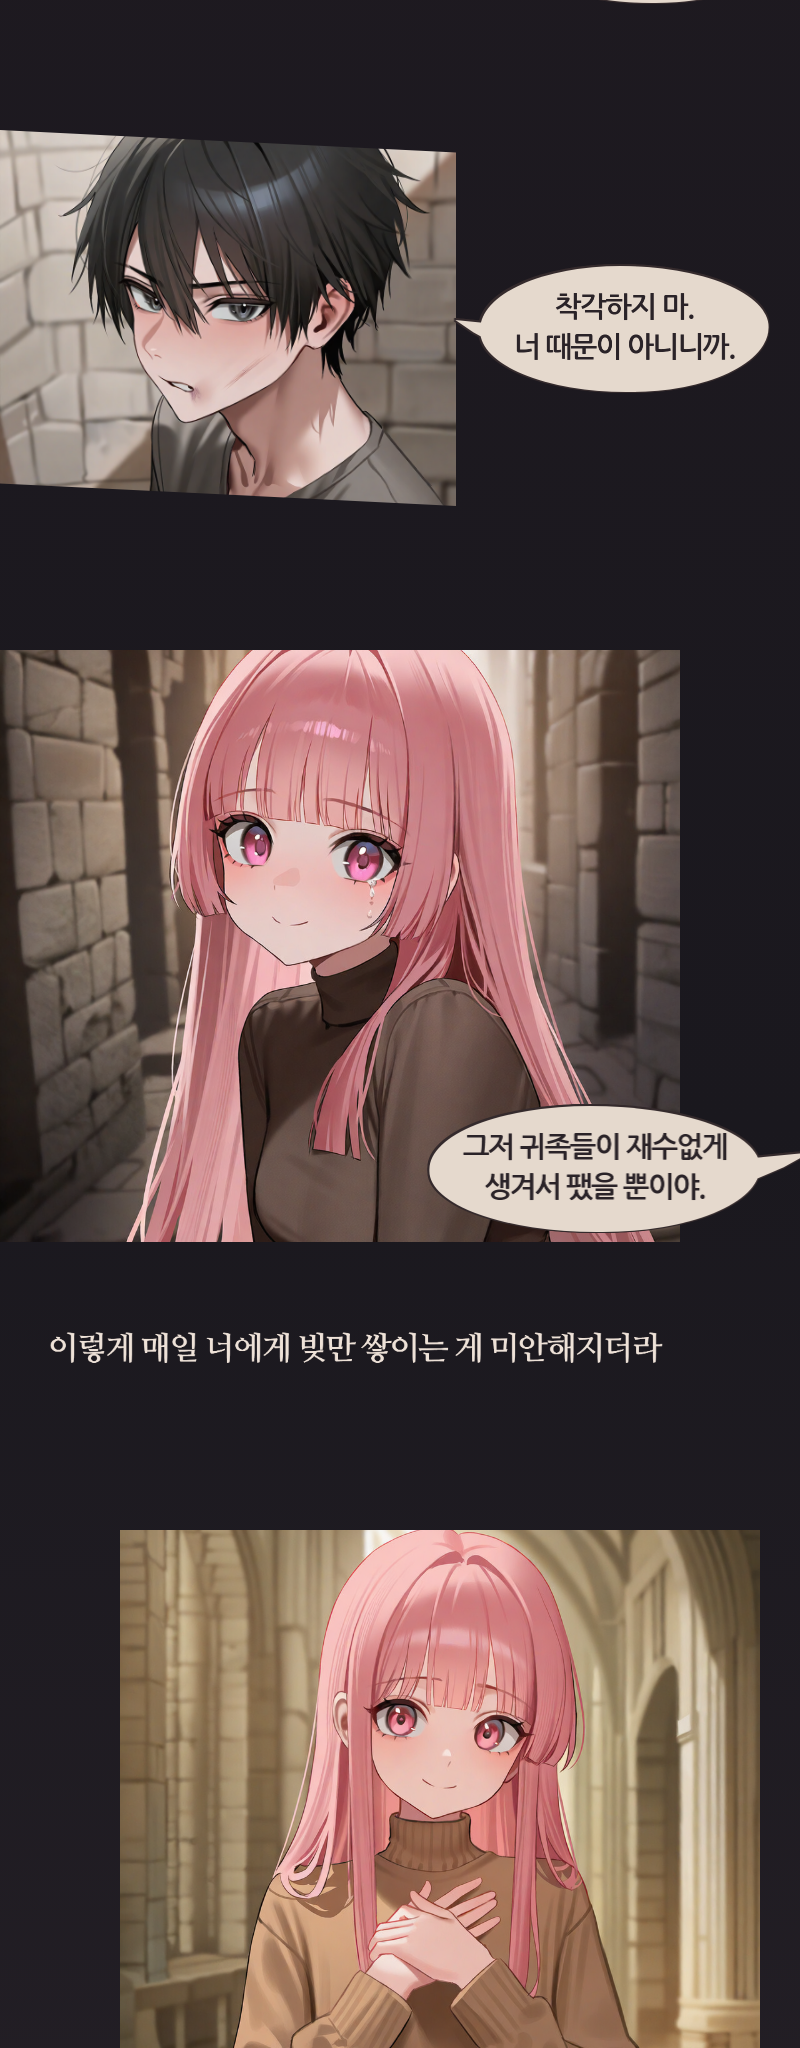 착각하지 마.
너 때문이 아니니까.
그저 귀족들이 재수없게
생겨서 팼을 뿐이야.
이렇게 매일 너에게 빚만 쌓이는 게 미안해지더라